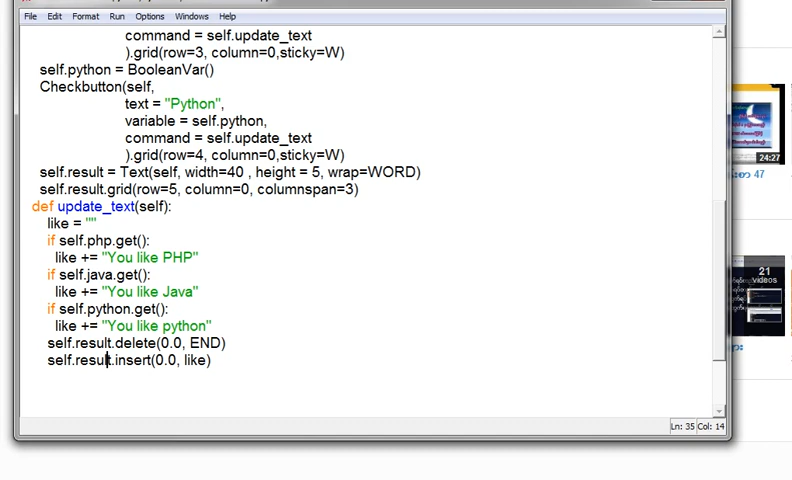 File Edit Format Run Options Windows Help
command = self.update_text
).grid(row=3, column=0,sticky=W)
self.python = BooleanVar()
Checkbutton(self,
text = "Python",
variable = self.python,
command = self.update_text
).grid(row=4, column=0,sticky=W)
self.result = Text(self, width=40 , height = 5, wrap=WORD)
self.result.grid(row=5, column=0, columnspan=3)
def update_text(self):
like = ""
if self.php.get():
like += "You like PHP"
if self.java.get():
like += "You like Java"
if self.python.get():
like += "You like python"
self.result.delete(0.0, END)
self.result.insert(0.0, like)
Ln: 35 Col: 14
24:27
47
21
videos